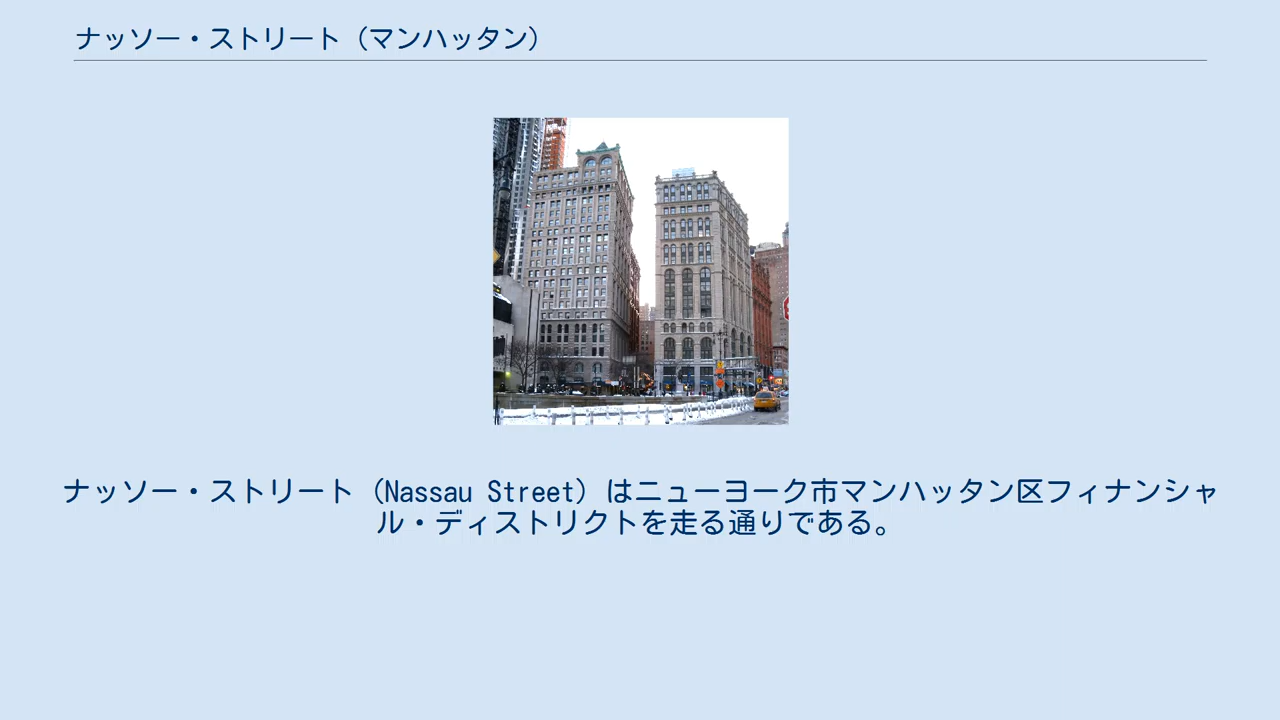 ナッソー・ストリート（マンハッタン）
ナッソー・ストリート（Nassau Street）はニューヨーク市マンハッタン区フィナンシャ
ル・ディストリクトを走る通りである。